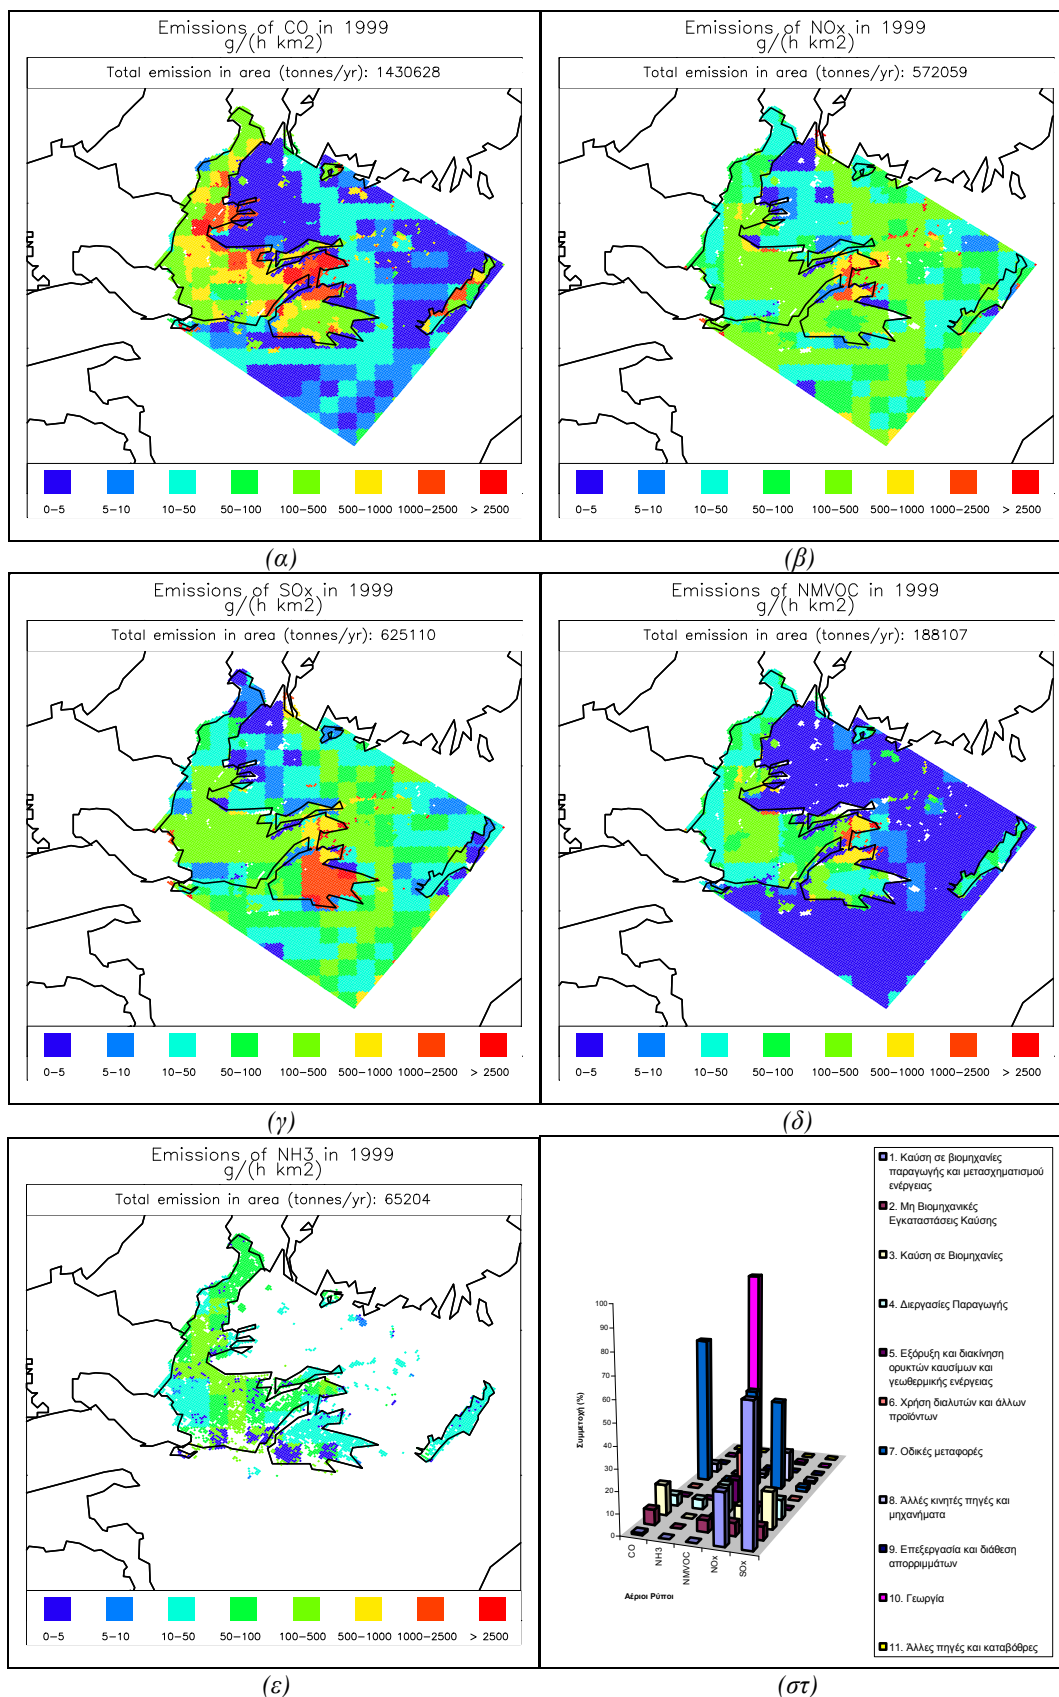 Emissions of CO in 1999
g/(h km2)
Total emission in area (tonnes/yr): 1430628
0-5 5-10 10-50 50-100 100-500 500-1000 1000-2500 > 2500
(α)
Emissions of NOx in 1999
g/(h km2)
Total emission in area (tonnes/yr): 572059
0-5 5-10 10-50 50-100 100-500 500-1000 1000-2500 > 2500
(β)
Emissions of SOx in 1999
g/(h km2)
Total emission in area (tonnes/yr): 625110
0-5 5-10 10-50 50-100 100-500 500-1000 1000-2500 > 2500
(γ)
Emissions of NMVOC in 1999
g/(h km2)
Total emission in area (tonnes/yr): 188107
0-5 5-10 10-50 50-100 100-500 500-1000 1000-2500 > 2500
(δ)
Emissions of NH3 in 1999
g/(h km2)
Total emission in area (tonnes/yr): 65204
0-5 5-10 10-50 50-100 100-500 500-1000 1000-2500 > 2500
(ε)
100
90
80
70
60
50
40
30
20
10
0
Συμμετοχή (%)
CO
NH3
NMVOC
NOx
SOx
Αέριοι Ρύποι
1. Καύση σε βιομηχανίες
παραγωγής και μετασχηματισμού
ενέργειας
2. Μη Βιομηχανικές
Εγκαταστάσεις Καύσης
3. Καύση σε Βιομηχανίες
4. Διεργασίες Παραγωγής
5. Εξόρυξη και διακίνηση
ορυκτών καυσίμων και
γεωθερμικής ενέργειας
6. Χρήση διαλυτών και άλλων
προϊόντων
7. Οδικές μεταφορές
8. Άλλές κινητές πηγές και
μηχανήματα
9. Επεξεργασία και διάθεση
απορριμμάτων
10. Γεωργία
11. Άλλες πηγές και καταβόθρες
(στ)